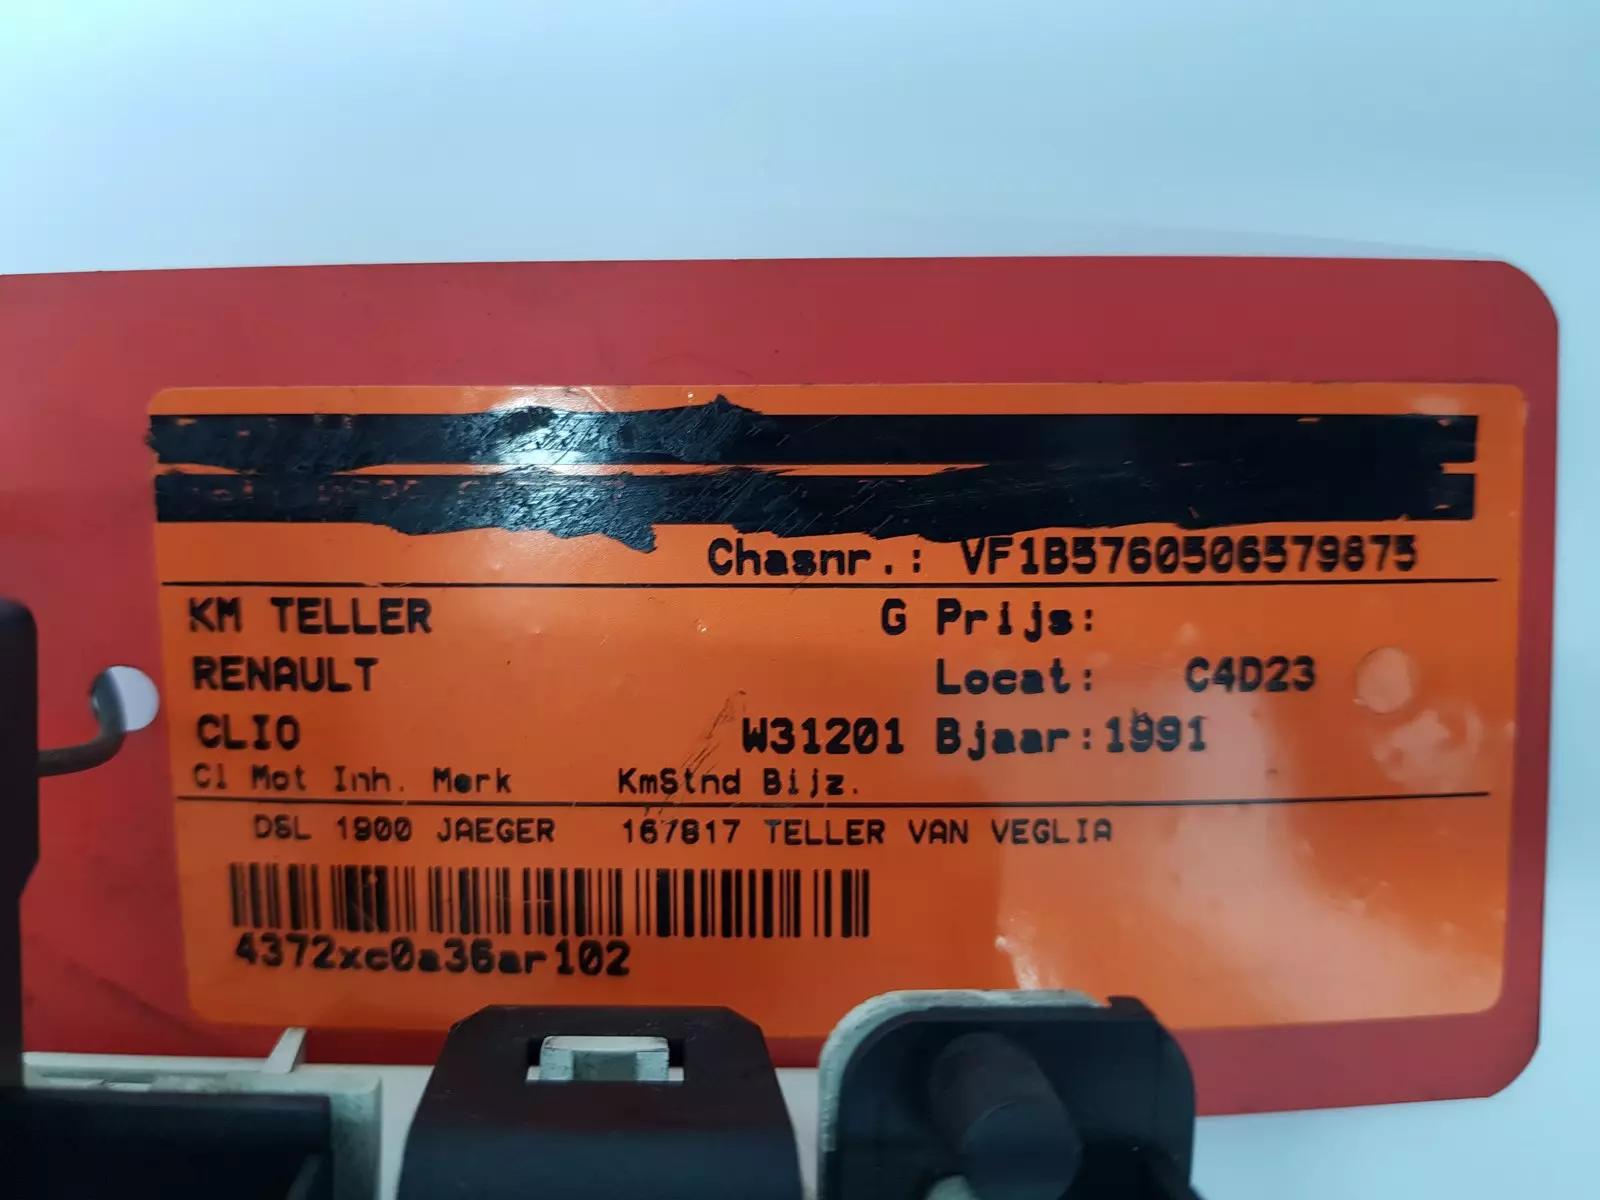 Chasnr.: VF1B5760506579875
KM TELLER G Prijs:
RENAULT Locat: C4D23
CLIO W31201 Bjaar:1991
Cl Mot Inh. Merk KmStnd Bijz.
DSL 1900 JAEGER 167817 TELLER VAN VEGLIA
4372xc0a36ar102